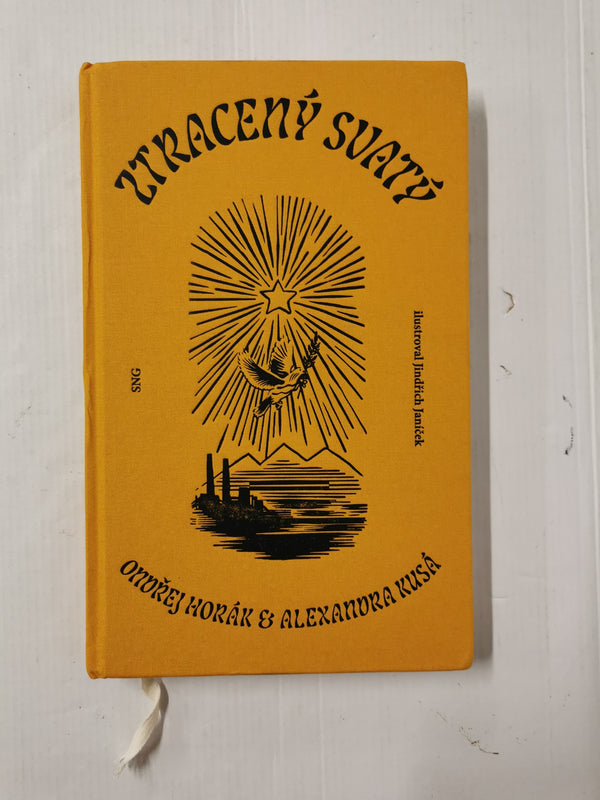 ZTRACENÝ SVATÝ
ilustroval Jindřich Janíček
SNG
ONDŘEJ HORÁK & ALEXANDRA KUSÁ